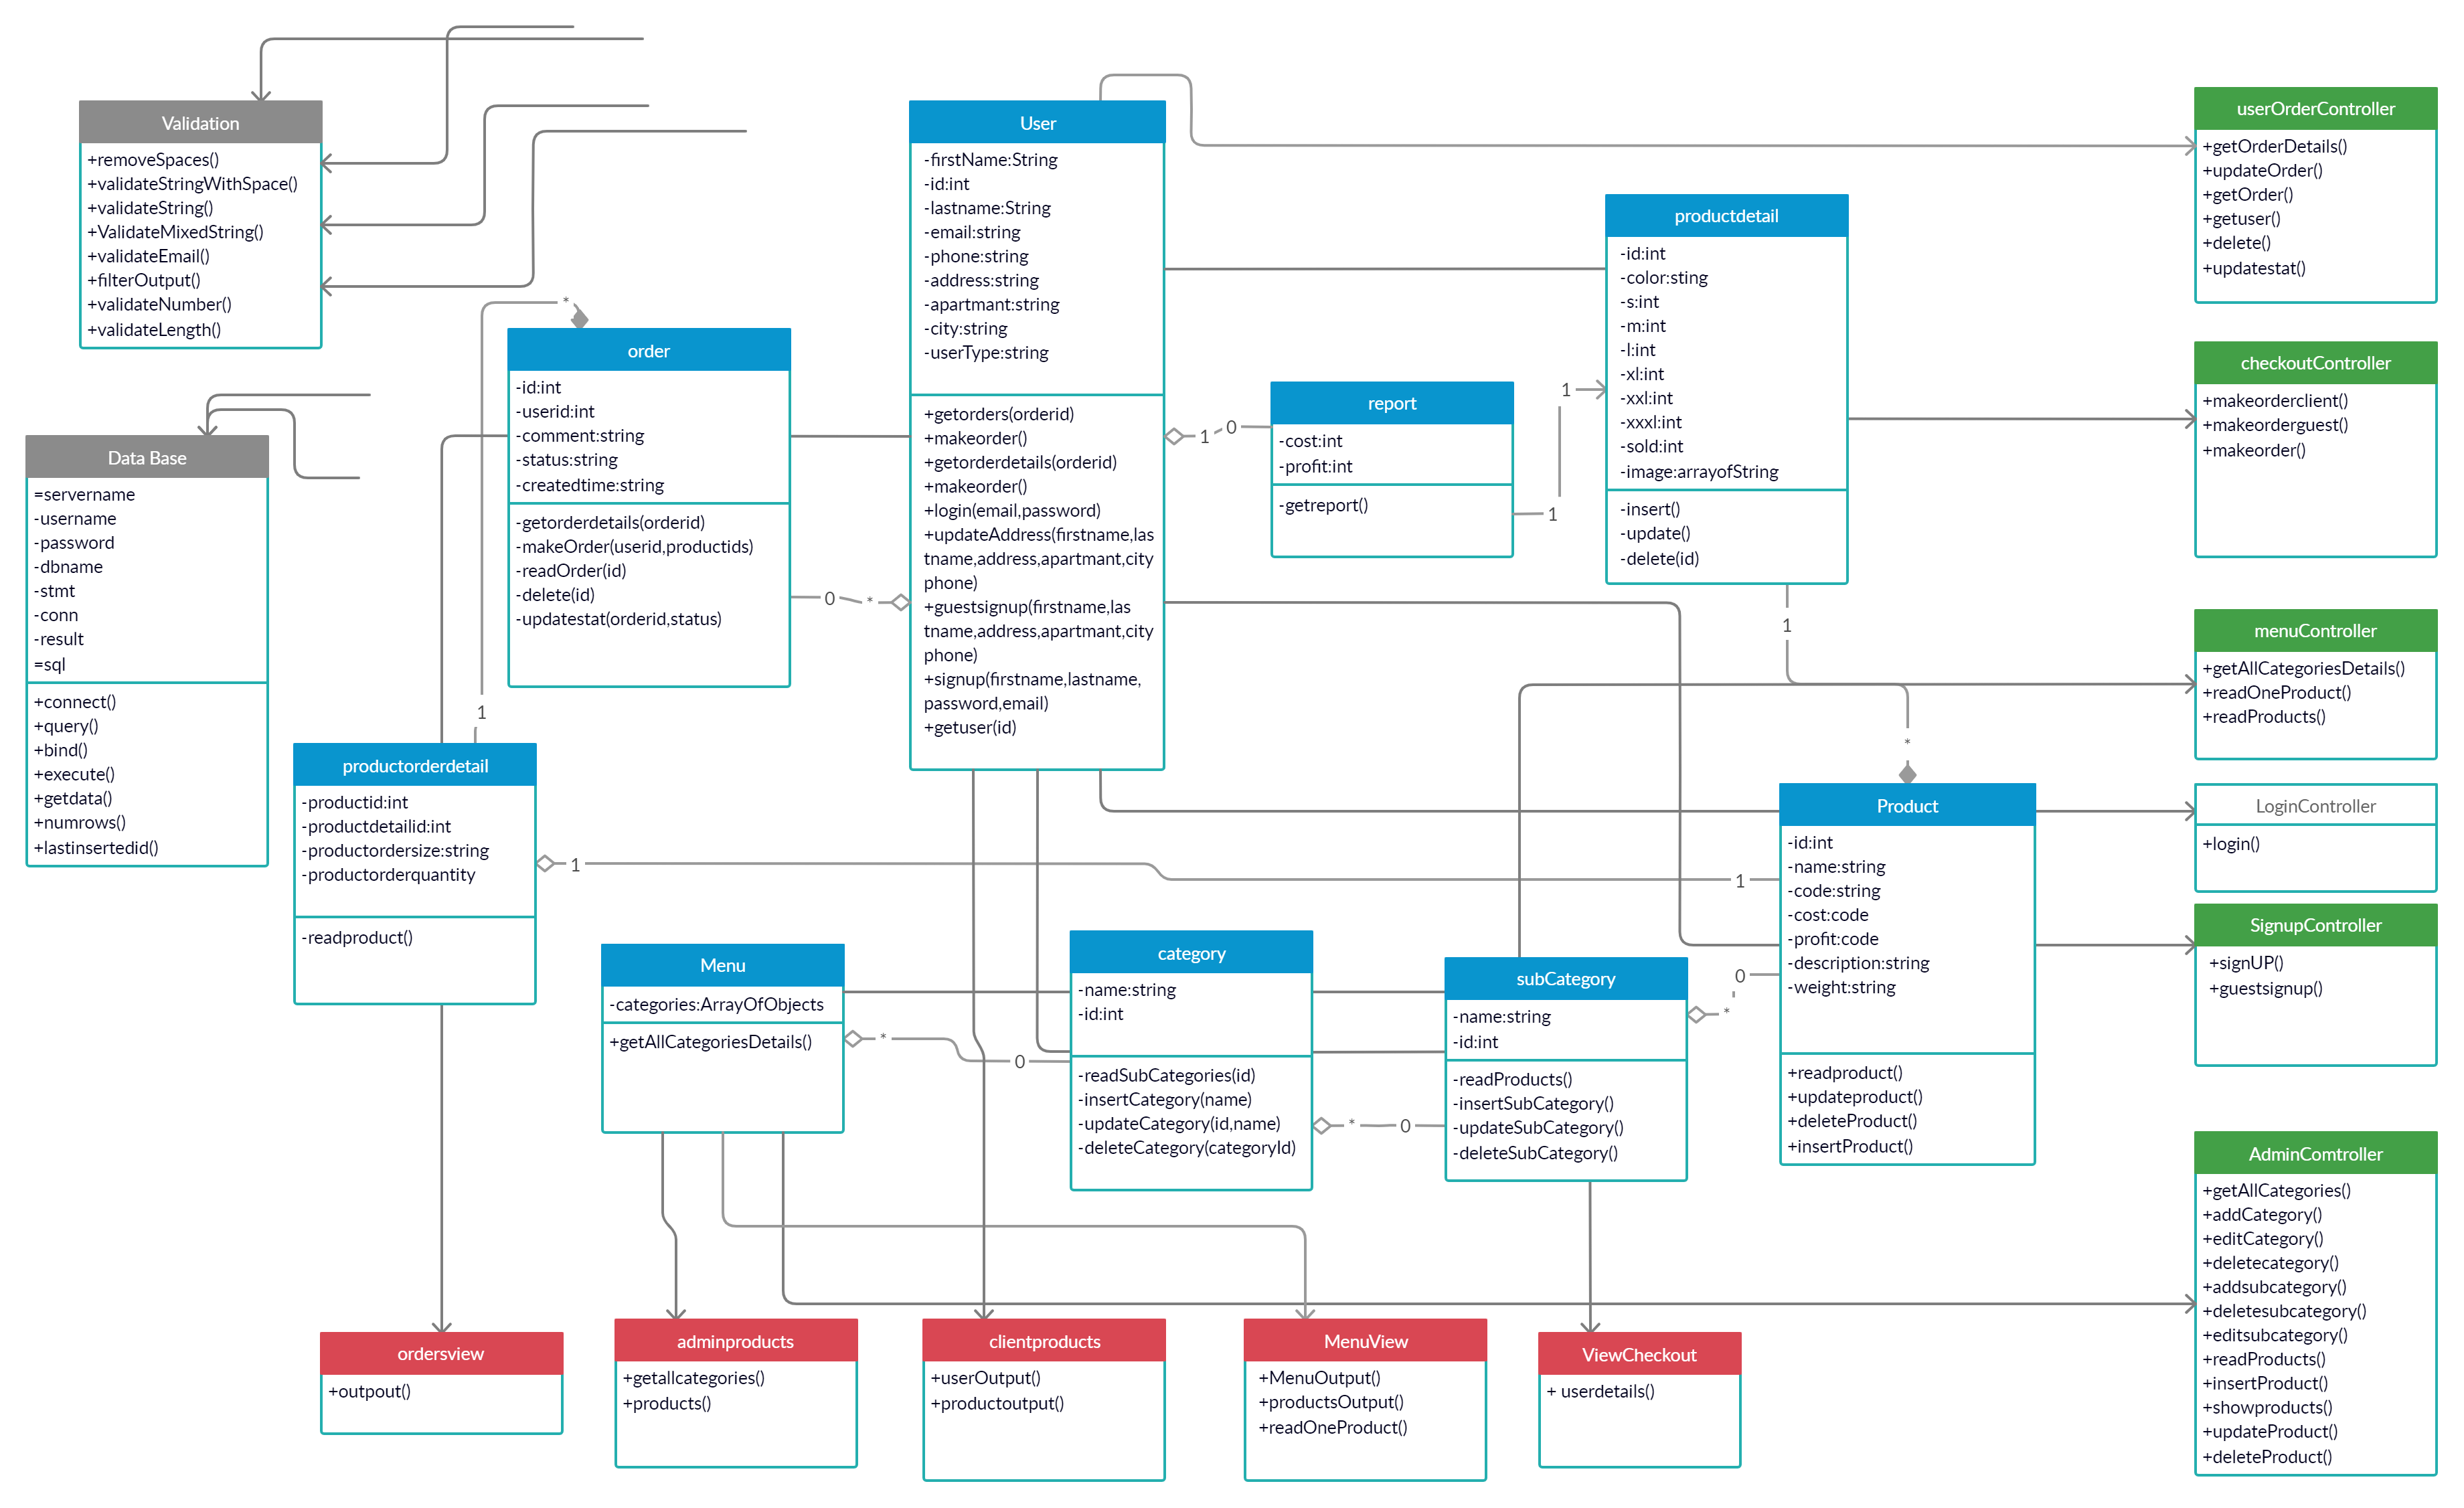 Validation
+removeSpaces()
+validateStringWithSpace()
+validateString()
+ValidateMixedString()
+validateEmail()
+filterOutput()
+validateNumber()
+validateLength()
Data Base
=servername
-username
-password
-dbname
-stmt
-conn
-result
=sql
+connect()
+query()
+bind()
+execute()
+getdata()
+numrows()
+lastinsertedid()
order
-id:int
-userid:int
-comment:string
-status:string
-createdtime:string
-getorderdetails(orderid)
-makeOrder(userid,productids)
-readOrder(id)
-delete(id)
-updatestat(orderid,status)
*
1
0
*
User
-firstName:String
-id:int
-lastname:String
-email:string
-phone:string
-address:string
-apartmant:string
-city:string
-userType:string
+getorders(orderid)
+makeorder()
+getorderdetails(orderid)
+makeorder()
+login(email,password)
+updateAddress(firstname,las
tname,address,apartmant,city
phone)
+guestsignup(firstname,las
tname,address,apartmant,city
phone)
+signup(firstname,lastname,
password,email)
+getuser(id)
1
0
report
-cost:int
-profit:int
-getreport()
1
1
productdetail
-id:int
-color:sting
-s:int
-m:int
-l:int
-xl:int
-xxl:int
-xxxl:int
-sold:int
-image:arrayofString
-insert()
-update()
-delete(id)
1
*
userOrderController
+getOrderDetails()
+updateOrder()
+getOrder()
+getuser()
+delete()
+updatestat()
checkoutController
+makeorderclient()
+makeorderguest()
+makeorder()
menuController
+getAllCategoriesDetails()
+readOneProduct()
+readProducts()
LoginController
+login()
SignupController
+signUP()
+guestsignup()
AdminComtroller
+getAllCategories()
+addCategory()
+editCategory()
+deletecategory()
+addsubcategory()
+deletesubcategory()
+editsubcategory()
+readProducts()
+insertProduct()
+showproducts()
+updateProduct()
+deleteProduct()
productorderdetail
-productid:int
-productdetailid:int
-productordersize:string
-productorderquantity
-readproduct()
1
1
Product
-id:int
-name:string
-code:string
-cost:code
-profit:code
-description:string
-weight:string
+readproduct()
+updateproduct()
+deleteProduct()
+insertProduct()
Menu
-categories:ArrayOfObjects
+getAllCategoriesDetails()
*
0
category
-name:string
-id:int
-readSubCategories(id)
-insertCategory(name)
-updateCategory(id,name)
-deleteCategory(categoryId)
*
0
subCategory
-name:string
-id:int
-readProducts()
-insertSubCategory()
-updateSubCategory()
-deleteSubCategory()
*
0
ordersview
+outpout()
adminproducts
+getallcategories()
+products()
clientproducts
+userOutput()
+productoutput()
MenuView
+MenuOutput()
+productsOutput()
+readOneProduct()
ViewCheckout
+ userdetails()